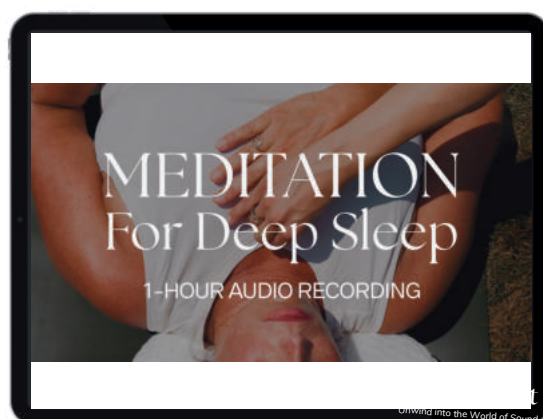 MEDITATION
For Deep Sleep
1-HOUR AUDIO RECORDING
t
Unwind into the World of Sound